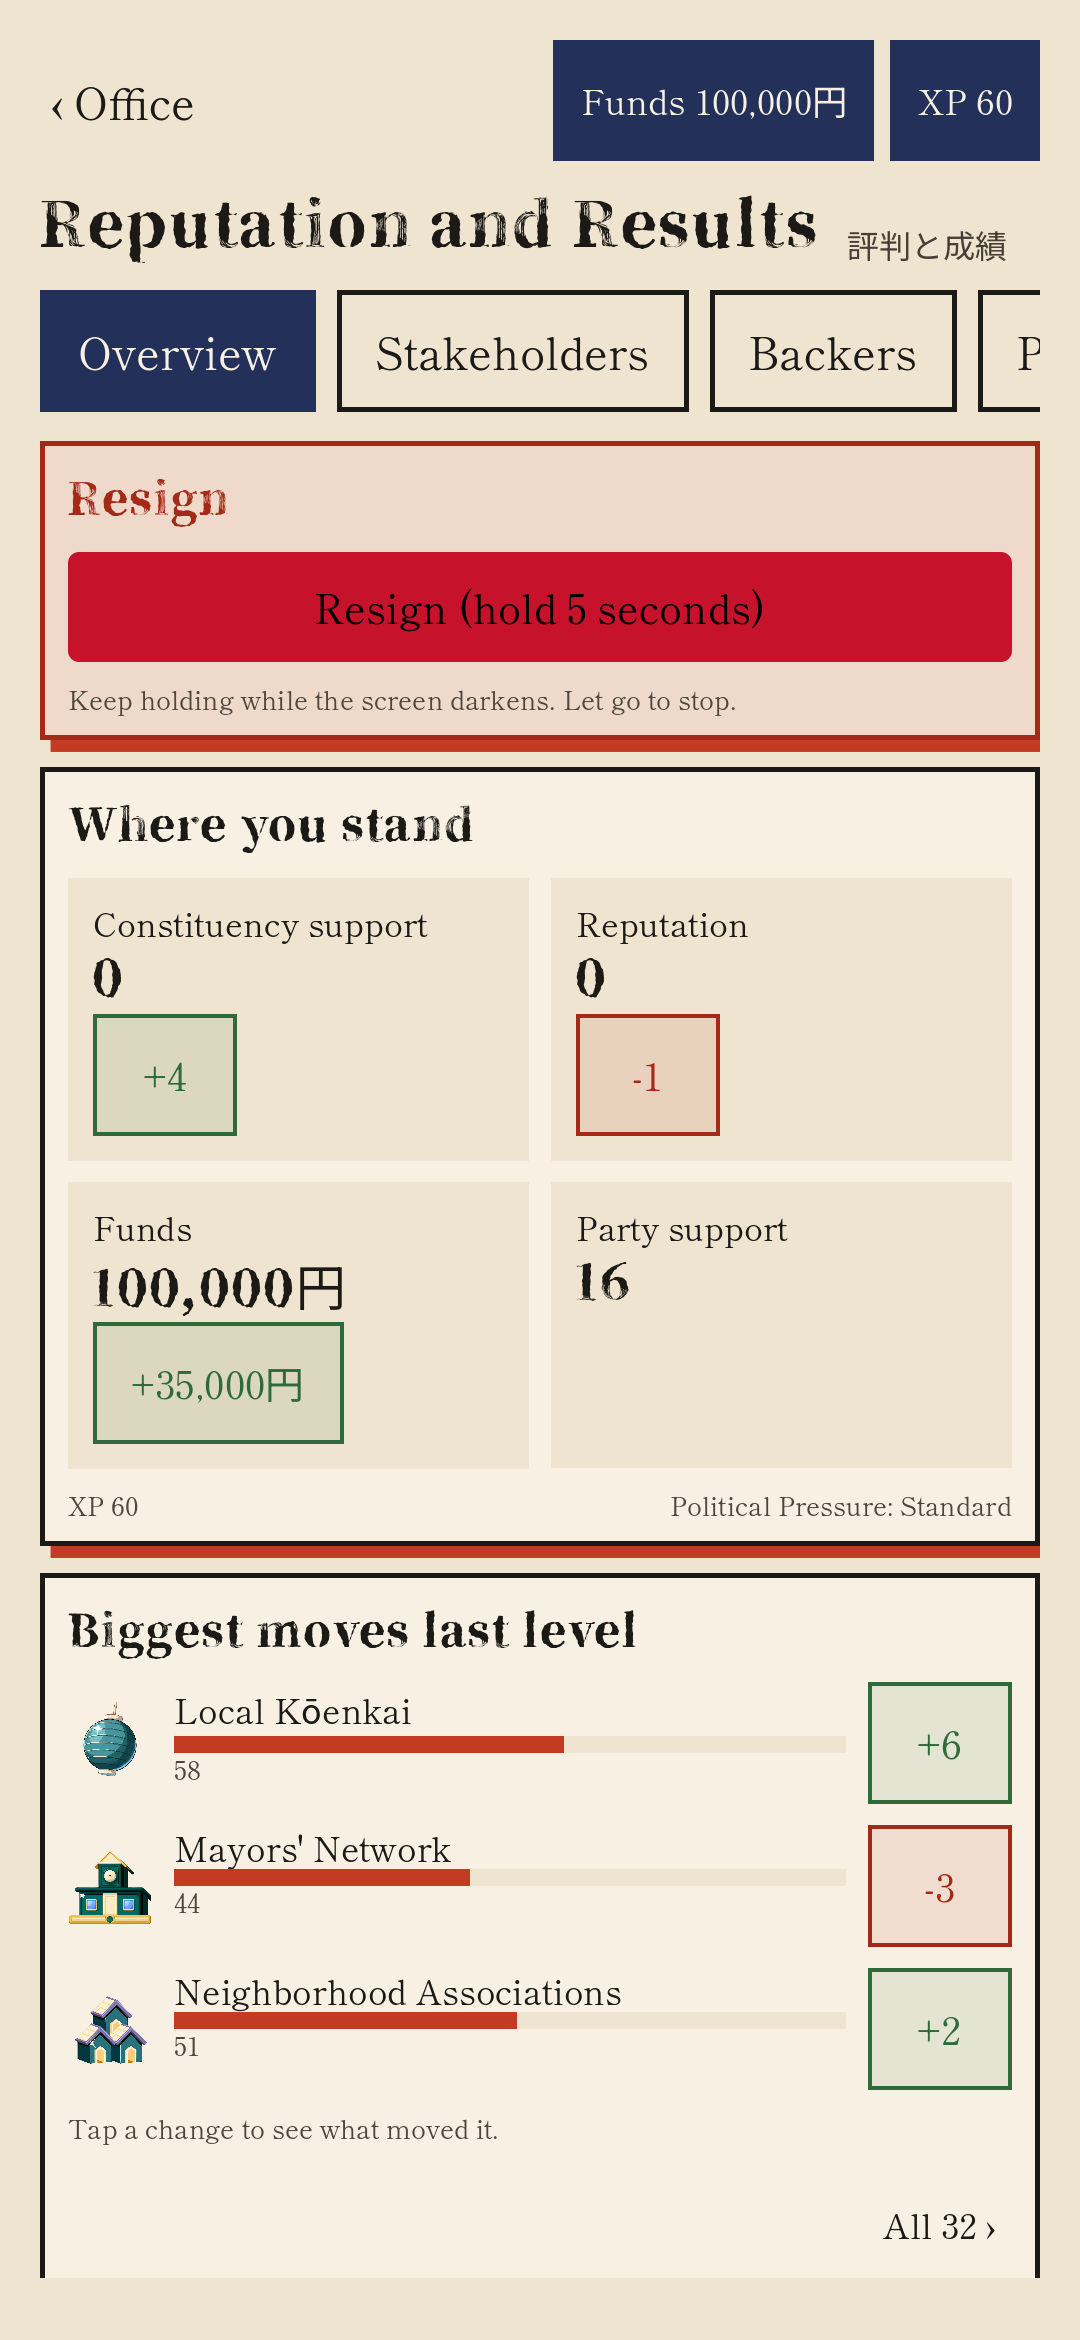 ‹ Office
Funds 100,000円
XP 60
Reputation and Results 評判と成績
Overview
Stakeholders
Backers
P
Resign
Resign (hold 5 seconds)
Keep holding while the screen darkens. Let go to stop.
Where you stand
Constituency support
0
+4
Reputation
0
-1
Funds
100,000円
+35,000円
Party support
16
XP 60
Political Pressure: Standard
Biggest moves last level
Local Kōenkai
58
+6
Mayors' Network
44
-3
Neighborhood Associations
51
+2
Tap a change to see what moved it.
All 32 ›